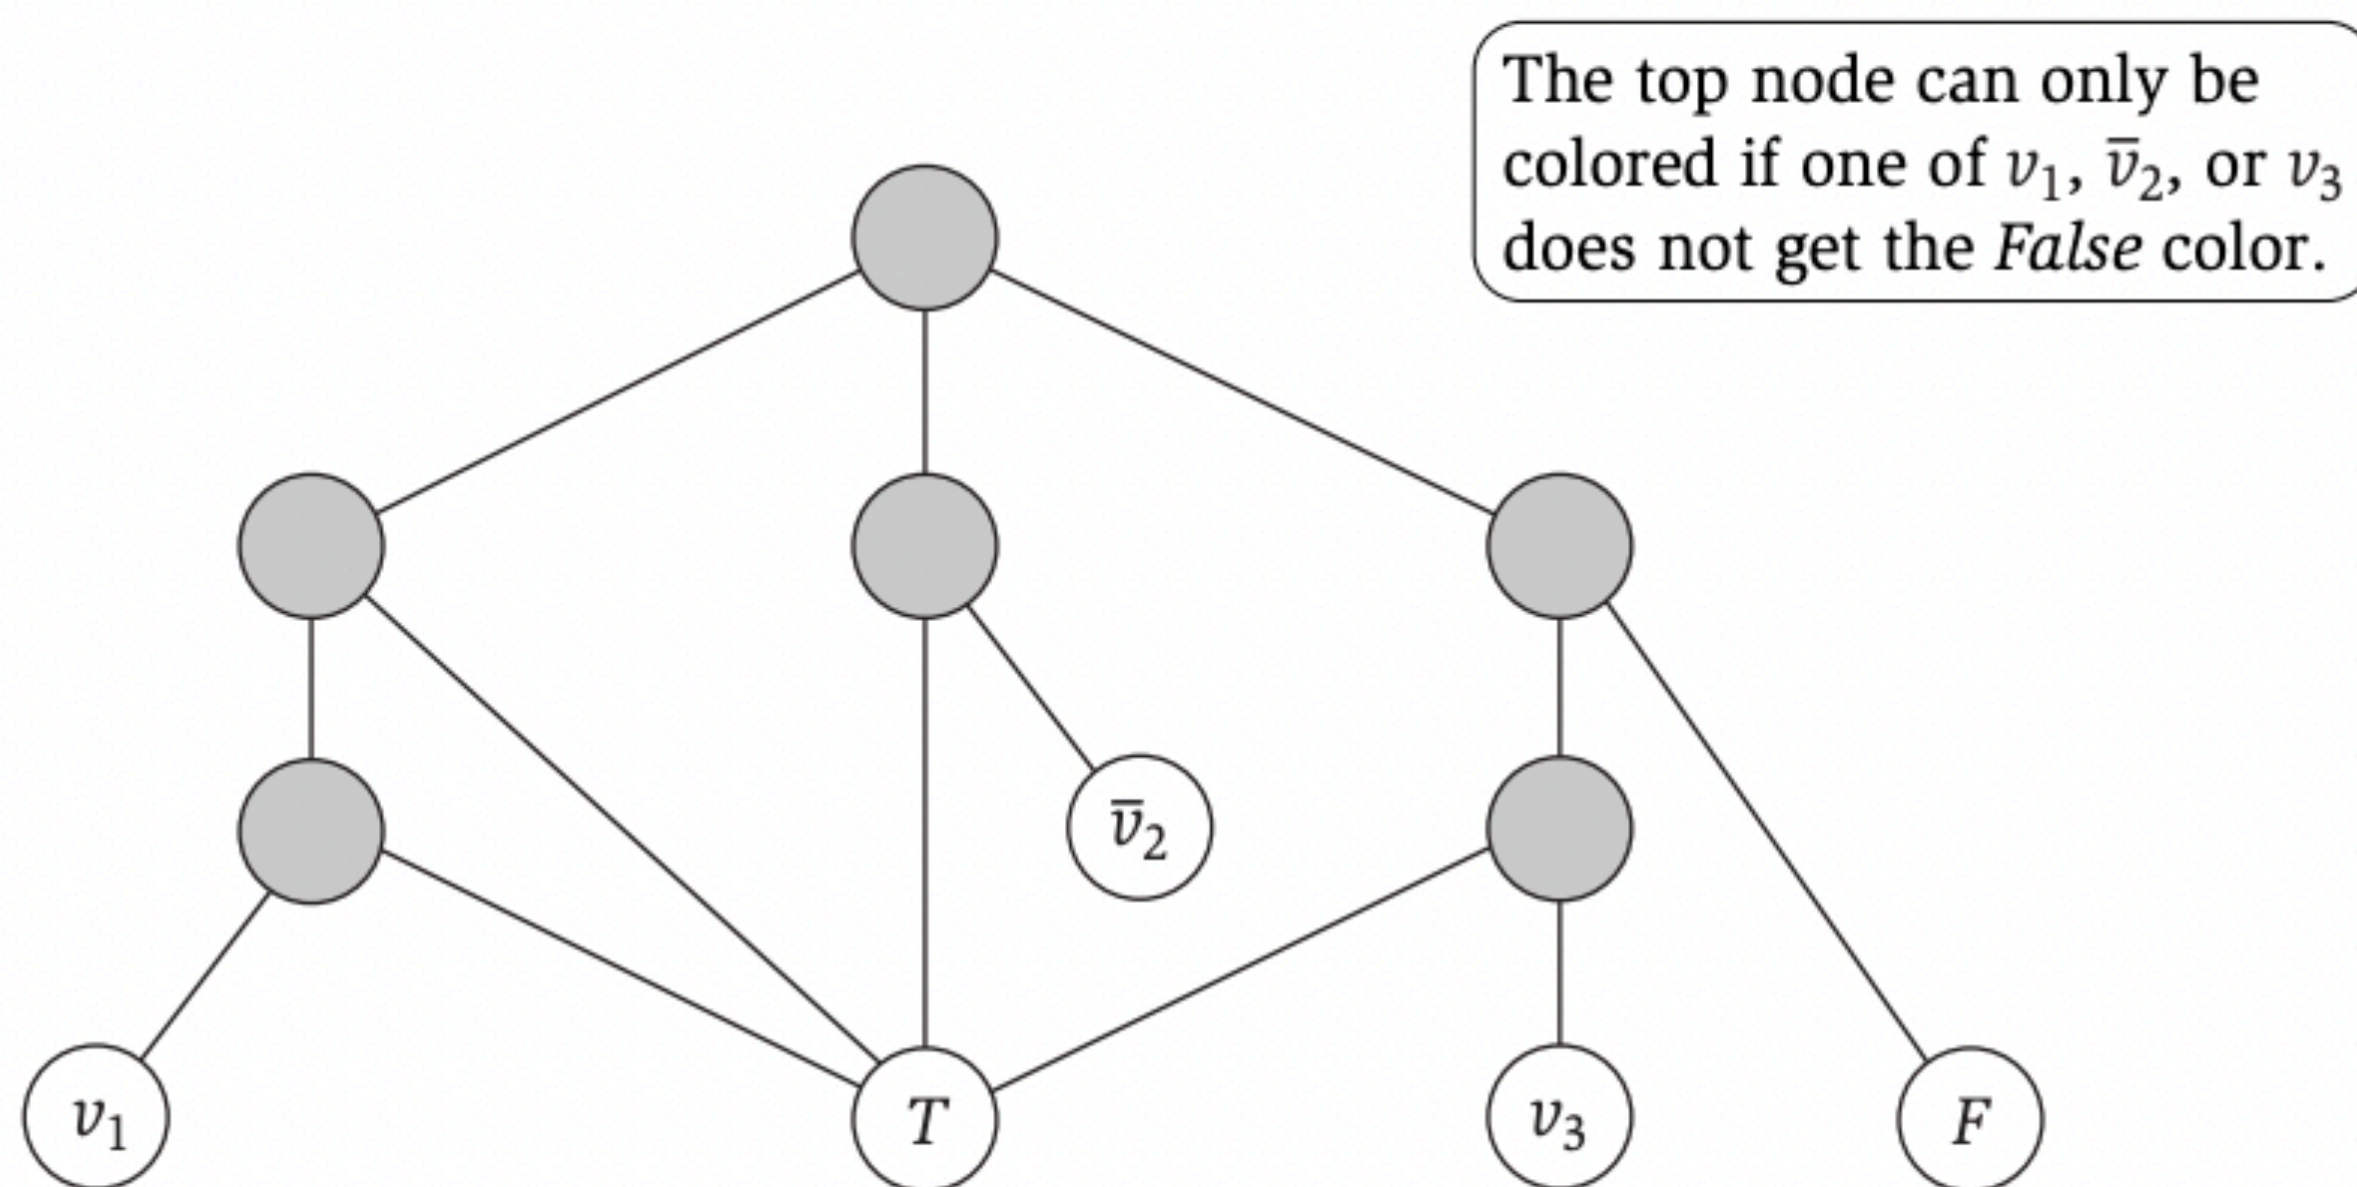 The top node can only be
colored if one of v₁, v̅₂, or v₃
does not get the False color.
v̅₂
v₁
T
v₃
F